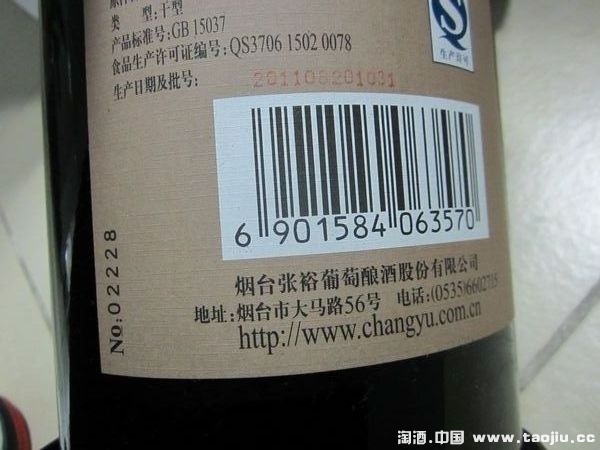 类 型:干型
产品标准号:GB 15037
食品生产许可证编号:QS3706 1502 0078
生产日期及批号:
生产许可
6 901584 063570
No:02228
烟台张裕葡萄酿酒股份有限公司
地址:烟台市大马路56号 电话:(0535)6602715
http://www.changyu.com.cn
淘酒.中国 www.taojiu.cc